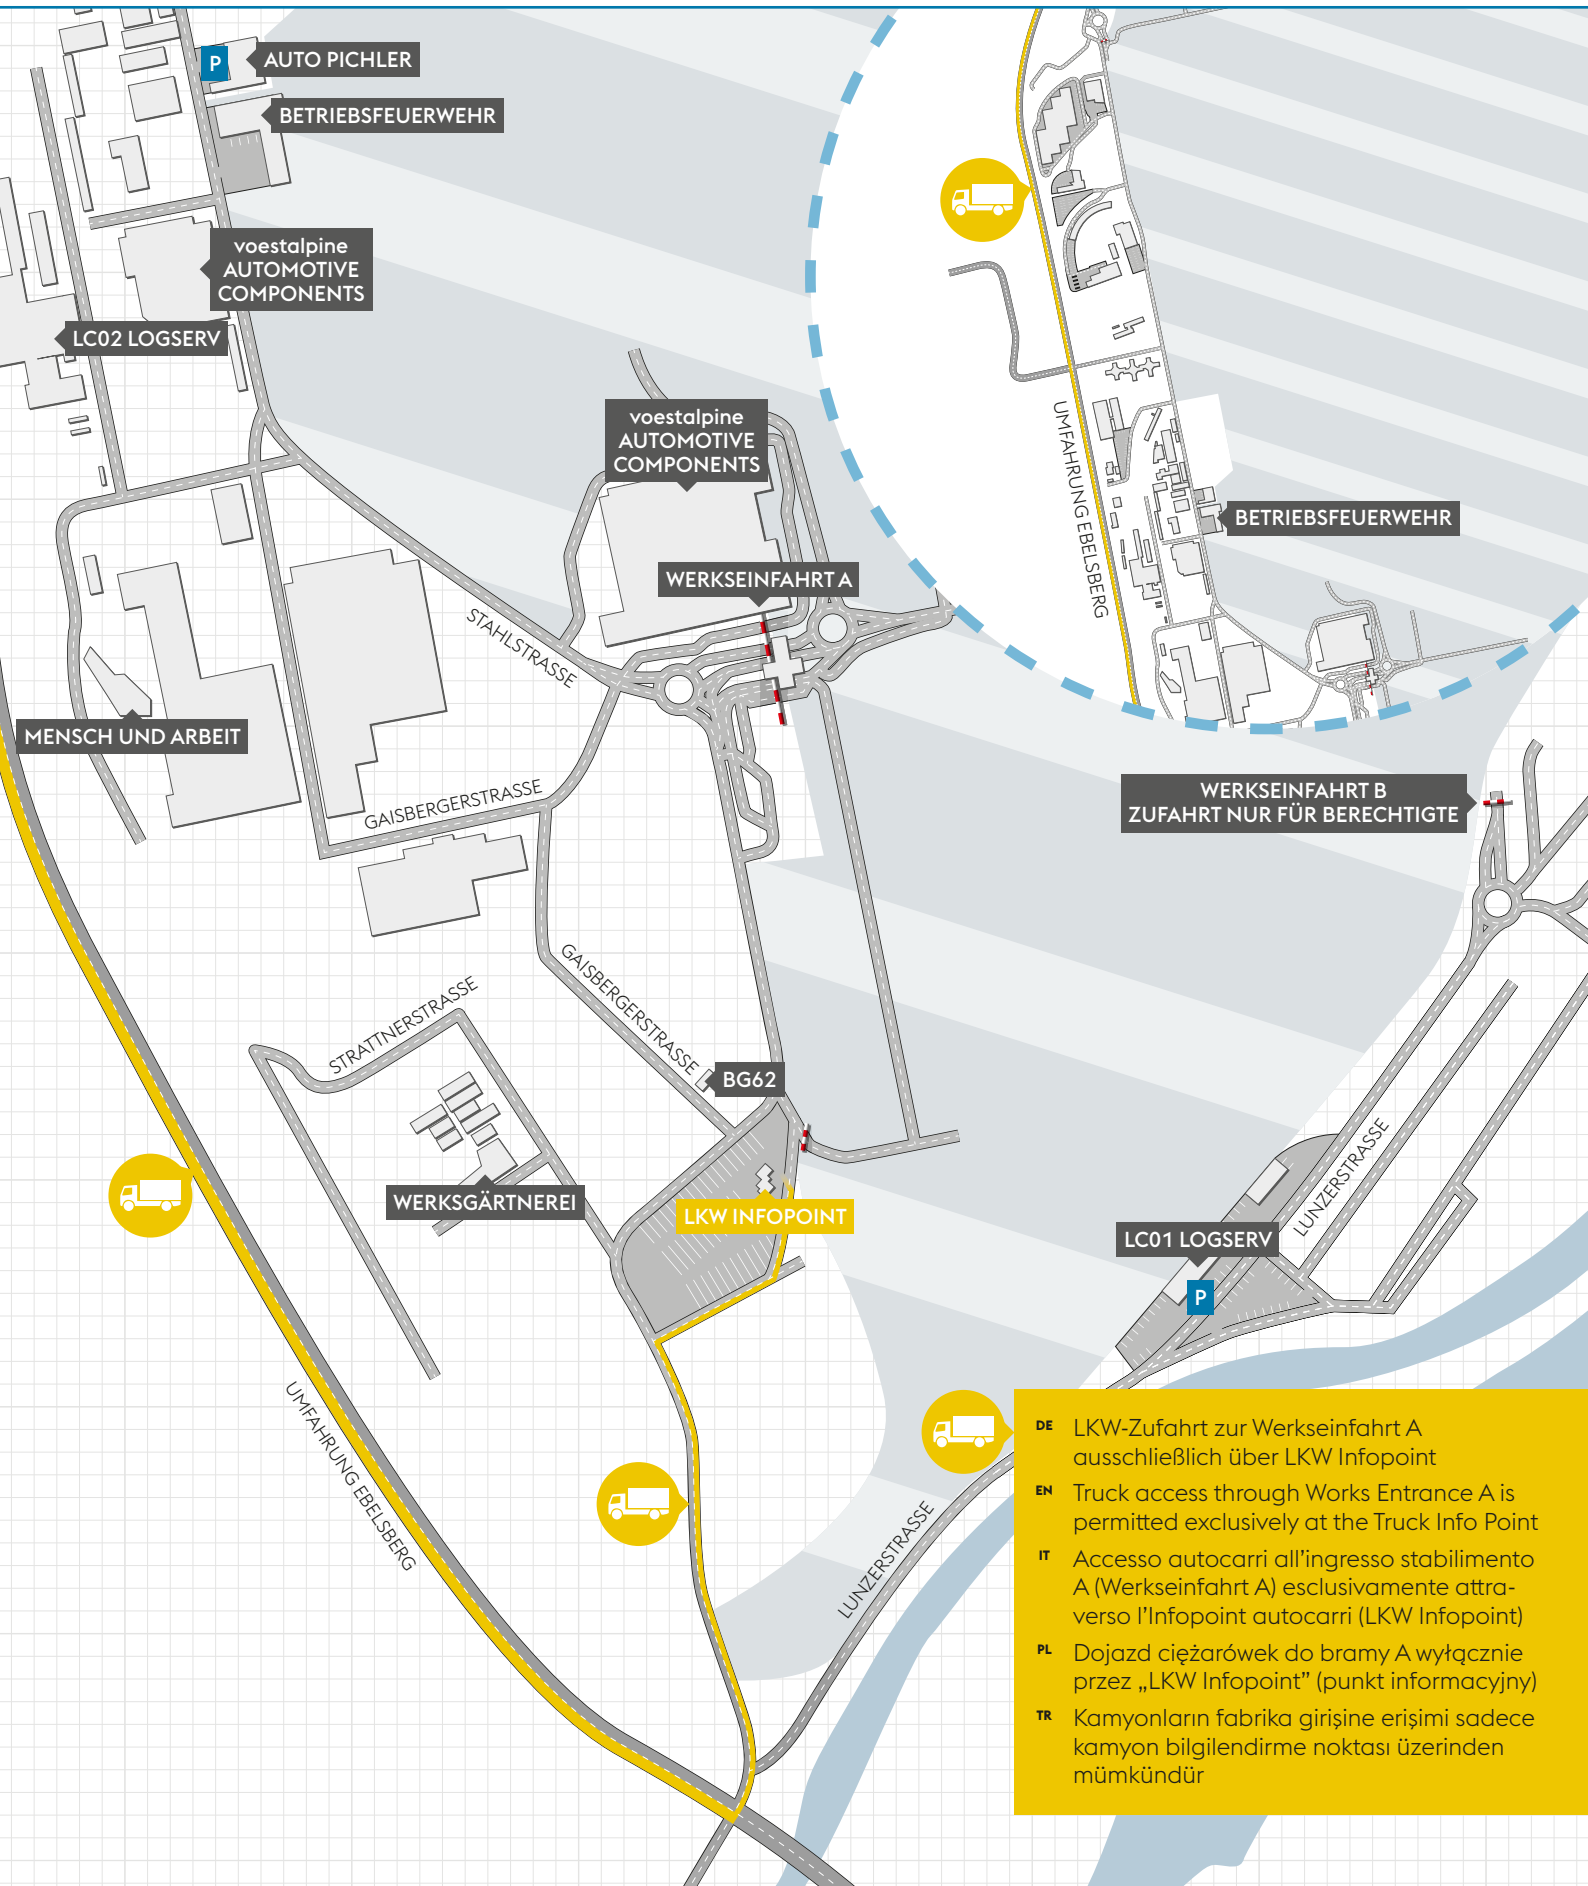 P
AUTO PICHLER
BETRIEBSFEUERWEHR
voestalpine
AUTOMOTIVE
COMPONENTS
LC02 LOGSERV
voestalpine
AUTOMOTIVE
COMPONENTS
UMFAHRUNG EBELSBERG
BETRIEBSFEUERWEHR
WERKSEINFAHRT A
STAHLSTRASSE
MENSCH UND ARBEIT
GAISBERGERSTRASSE
WERKSEINFAHRT B
ZUFAHRT NUR FÜR BERECHTIGTE
GAISBERGERSTRASSE
STRATTNERSTRASSE
BG62
WERKSGÄRTNEREI
LKW INFOPOINT
LUNZERSTRASSE
LC01 LOGSERV
P
UMFAHRUNG EBELSBERG
LUNZERSTRASSE
DE LKW-Zufahrt zur Werkseinfahrt A
ausschließlich über LKW Infopoint
EN Truck access through Works Entrance A is
permitted exclusively at the Truck Info Point
IT Accesso autocarri all'ingresso stabilimento
A (Werkseinfahrt A) esclusivamente attra-
verso l'Infopoint autocarri (LKW Infopoint)
PL Dojazd ciężarówek do bramy A wyłącznie
przez „LKW Infopoint” (punkt informacyjny)
TR Kamyonların fabrika girişine erişimi sadece
kamyon bilgilendirme noktası üzerinden
mümkündür